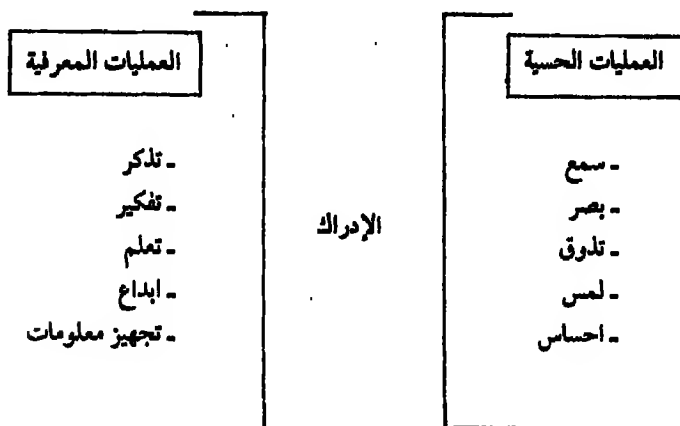 العمليات الحسية
- سمع
- بصر
- تذوق
- لمس
- احساس
الإدراك
العمليات المعرفية
- تذكر
- تفكير
- تعلم
- ابداع
- تجهيز معلومات